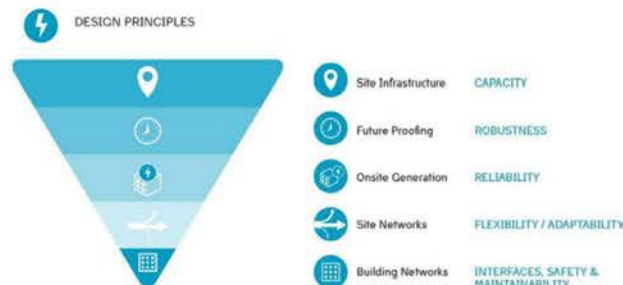 DESIGN PRINCIPLES
Site Infrastructure CAPACITY
Future Proofing ROBUSTNESS
Onsite Generation RELIABILITY
Site Networks FLEXIBILITY / ADAPTABILITY
Building Networks INTERFACES, SAFETY &
MAINTAINABILITY